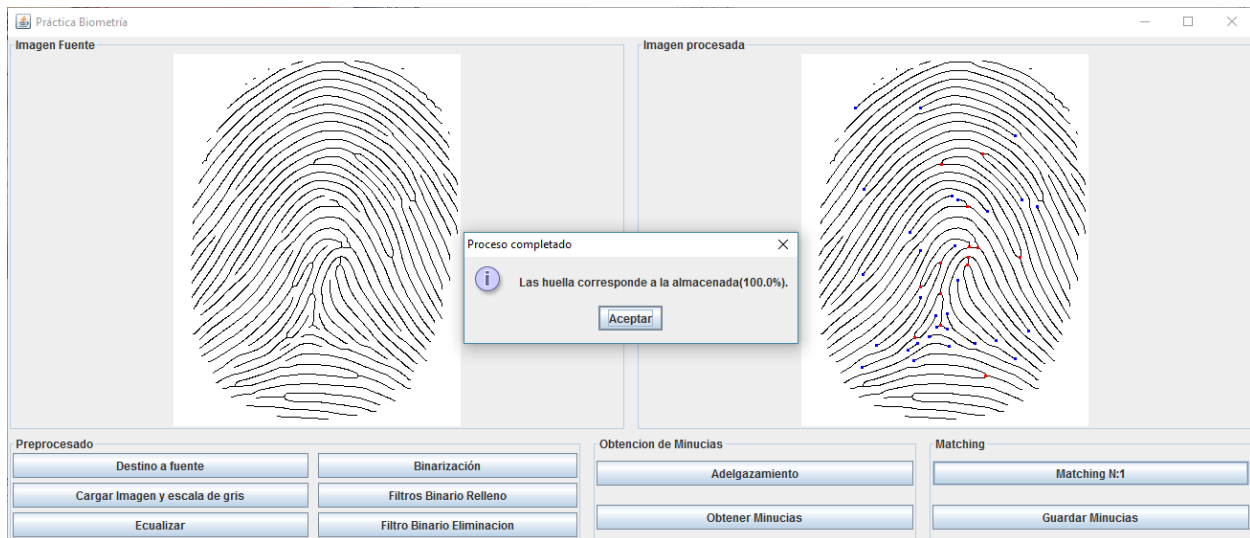 Práctica Biometría
Imagen Fuente
Imagen procesada
Proceso completado
Las huella corresponde a la almacenada(100.0%).
Aceptar
Preprocesado
Destino a fuente
Binarización
Cargar Imagen y escala de gris
Filtros Binario Relleno
Ecualizar
Filtro Binario Eliminacion
Obtencion de Minucias
Adelgazamiento
Obtener Minucias
Matching
Matching N:1
Guardar Minucias